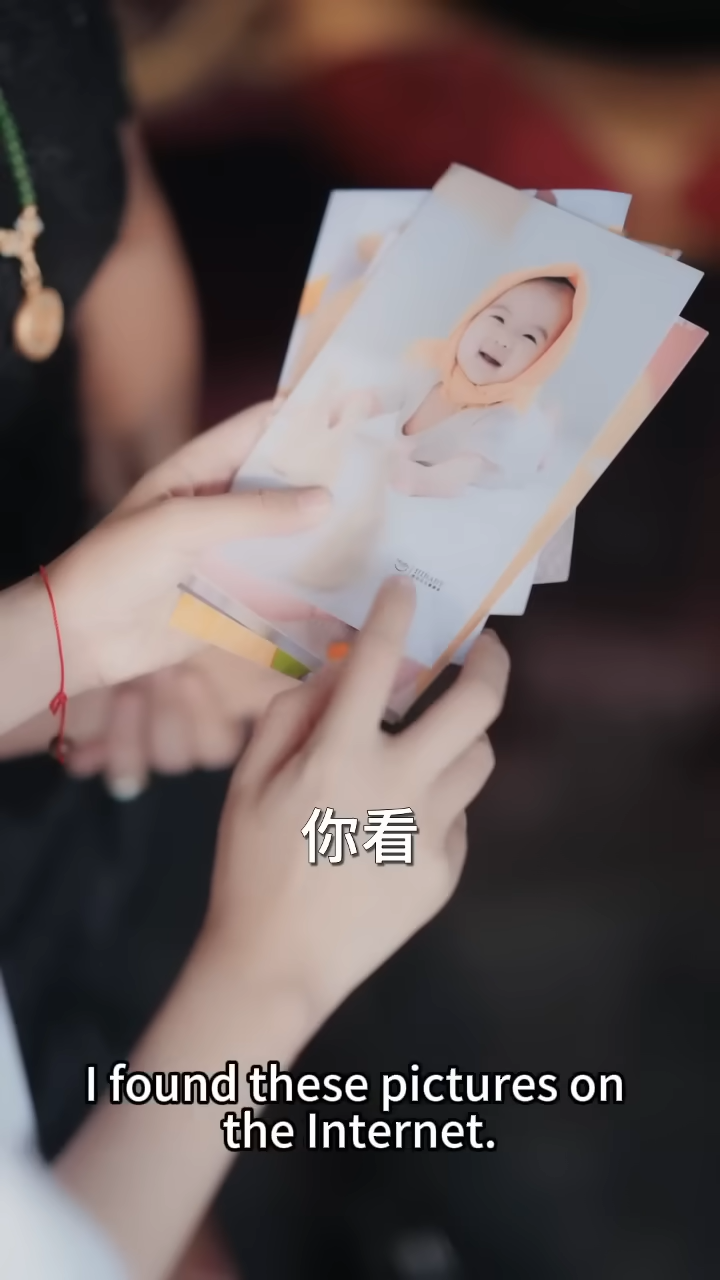 你看
I found these pictures on
the Internet.